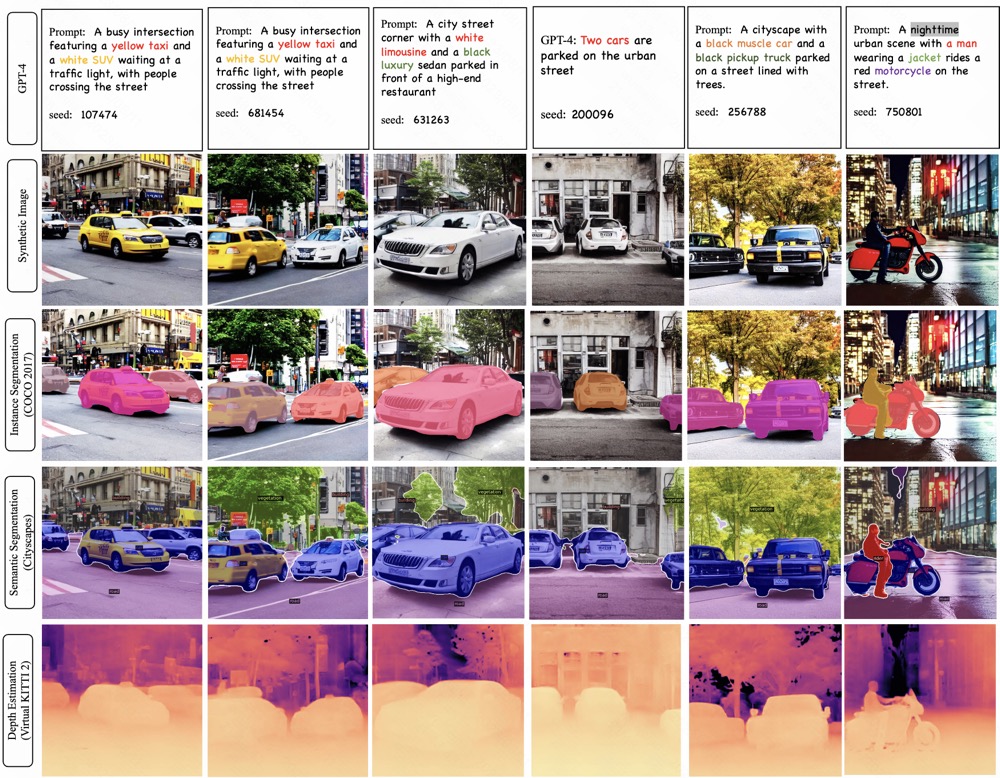 GPT-4
Prompt: A busy intersection
featuring a yellow taxi and
a white SUV waiting at a
traffic light, with people
crossing the street
seed: 107474
Prompt: A busy intersection
featuring a yellow taxi and
a white SUV waiting at a
traffic light, with people
crossing the street
seed: 681454
Prompt: A city street
corner with a white
limousine and a black
luxury sedan parked in
front of a high-end
restaurant
seed: 631263
GPT-4: Two cars are
parked on the urban
street
seed: 200096
Prompt: A cityscape with
a black muscle car and a
black pickup truck parked
on a street lined with
trees.
seed: 256788
Prompt: A nighttime
urban scene with a man
wearing a jacket rides a
red motorcycle on the
street.
seed: 750801
Synthetic Image
Instance Segmentation
(COCO 2017)
Semantic Segmentation
(Cityscapes)
vegetation
vegetation
vegetation
vegetation
road
road
road
road
road
road
Depth Estimation
(Virtual KITTI 2)